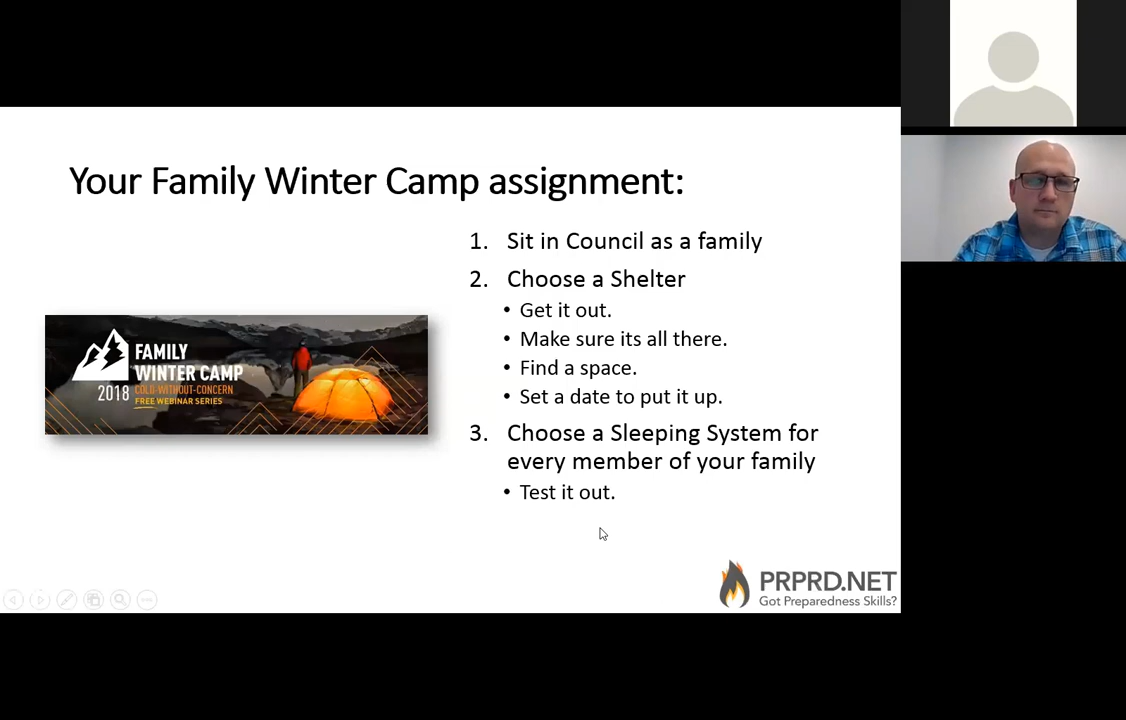 Your Family Winter Camp assignment:
1. Sit in Council as a family
2. Choose a Shelter
• Get it out.
• Make sure its all there.
• Find a space.
• Set a date to put it up.
3. Choose a Sleeping System for
every member of your family
• Test it out.
FAMILY
WINTER CAMP
2018 COLD-WITHOUT-CONCERN
FREE WEBINAR SERIES
PRPRD.NET
Got Preparedness Skills?